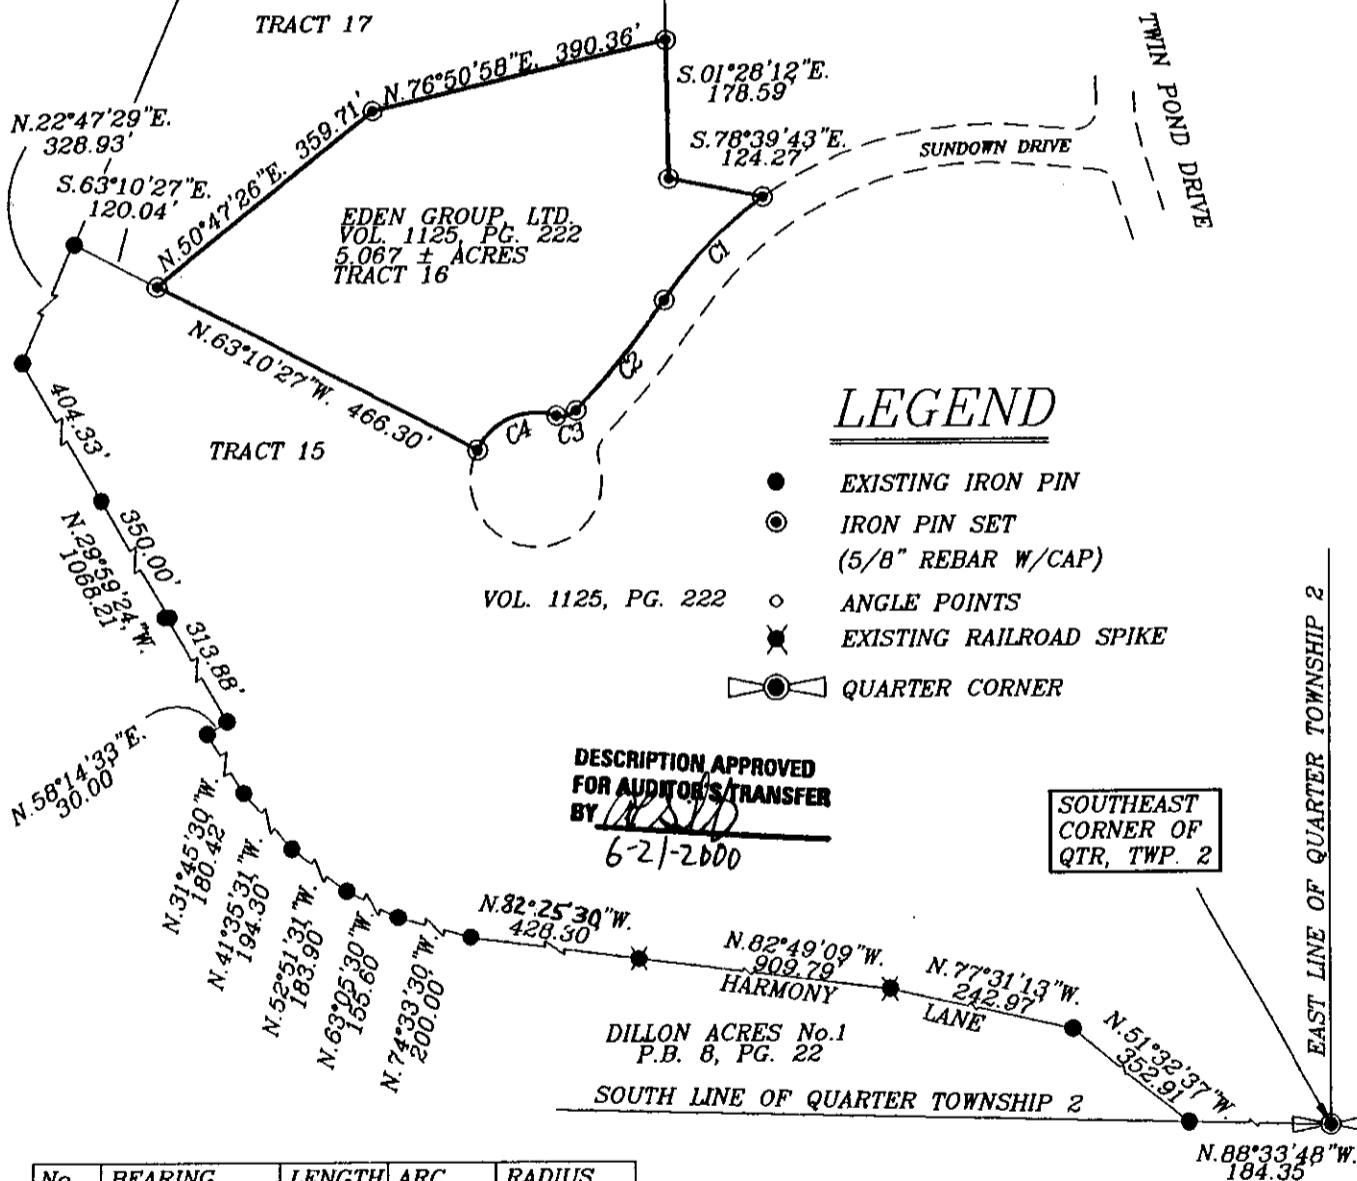 TRACT 17
N.76°50'58"E. 390.36'
S.01°28'12"E.
178.59'
S.78°39'43"E.
124.27'
SUNDOWN DRIVE
TWIN POND DRIVE
N.22°47'29"E.
328.93'
S.63°10'27"E.
120.04'
N.50°47'26"E. 359.71'
EDEN GROUP, LTD.
VOL. 1125, PG. 222
5.067 ± ACRES
TRACT 16
C1
C2
C3
C4
N.63°10'27"W. 466.30'
TRACT 15
404.33'
350.00'
N.29°59'24"W.
1068.21'
313.88'
N.58°14'33"E.
30.00'
VOL. 1125, PG. 222
LEGEND
EXISTING IRON PIN
IRON PIN SET
(5/8" REBAR W/CAP)
ANGLE POINTS
EXISTING RAILROAD SPIKE
QUARTER CORNER
DESCRIPTION APPROVED
FOR AUDITOR'S TRANSFER
BY
6-21-2000
SOUTHEAST
CORNER OF
QTR, TWP. 2
EAST LINE OF QUARTER TOWNSHIP 2
N.31°45'30"W.
180.42'
N.41°35'31"W.
194.30'
N.52°51'31"W.
183.90'
N.63°05'30"W.
155.60'
N.74°33'30"W.
200.00'
N.82°25'30"W.
428.30'
N.82°49'09"W.
909.79'
HARMONY
LANE
N.77°31'13"W.
242.97'
N.51°32'37"W.
352.91'
DILLON ACRES No.1
P.B. 8, PG. 22
SOUTH LINE OF QUARTER TOWNSHIP 2
N.88°33'48"W.
184.35'
No. BEARING LENGTH ARC RADIUS